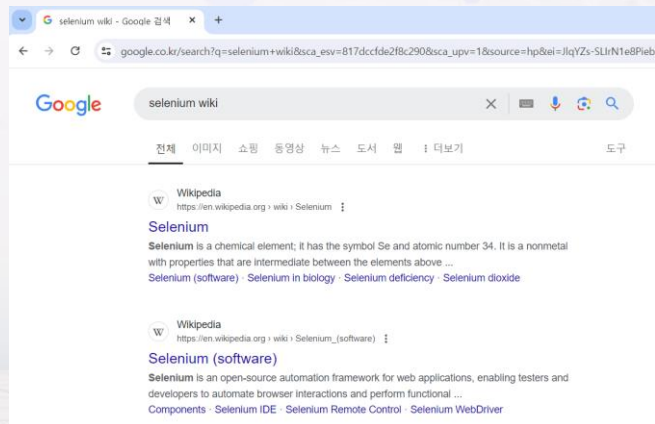 selenium wiki - Google 검색
google.co.kr/search?q=selenium+wiki&sca_esv=817dccfde2f8c290&sca_upv=1&source=hp&ei=JlqYZs-SLIrN1e8Pieb
Google
selenium wiki
전체 이미지 쇼핑 동영상 뉴스 도서 웹 더보기 도구
W Wikipedia
https://en.wikipedia.org › wiki › Selenium
Selenium
Selenium is a chemical element; it has the symbol Se and atomic number 34. It is a nonmetal
with properties that are intermediate between the elements above ...
Selenium (software) · Selenium in biology · Selenium deficiency · Selenium dioxide
W Wikipedia
https://en.wikipedia.org › wiki › Selenium_(software)
Selenium (software)
Selenium is an open-source automation framework for web applications, enabling testers and
developers to automate browser interactions and perform functional ...
Components · Selenium IDE · Selenium Remote Control · Selenium WebDriver